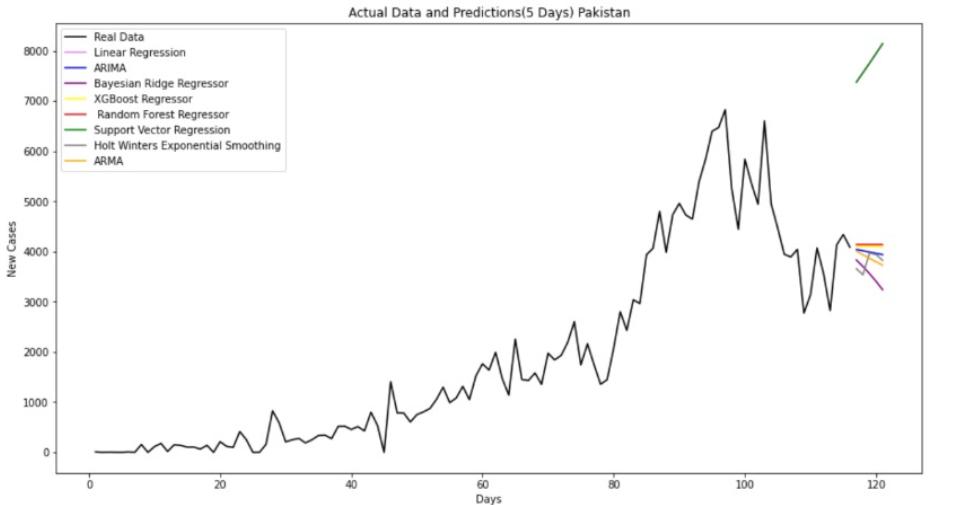 Actual Data and Predictions(5 Days) Pakistan
Real Data
Linear Regression
ARIMA
Bayesian Ridge Regressor
XGBoost Regressor
Random Forest Regressor
Support Vector Regression
Holt Winters Exponential Smoothing
ARMA
8000
7000
6000
5000
4000
3000
2000
1000
0
New Cases
0 20 40 60 80 100 120
Days